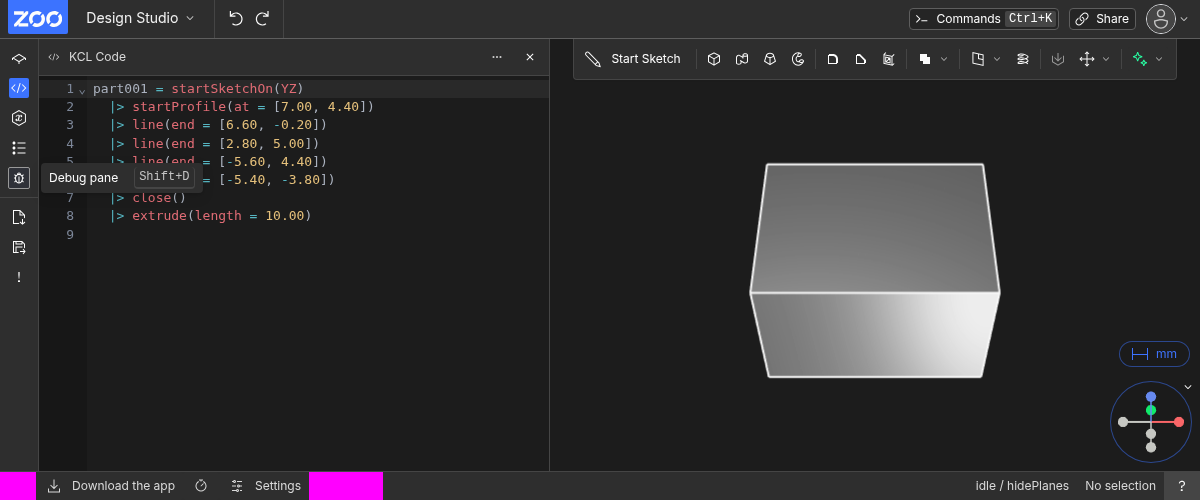 ZOO Design Studio Commands Ctrl+K Share
KCL Code Start Sketch
1 part001 = startSketchOn(YZ)
2 |> startProfile(at = [7.00, 4.40])
3 |> line(end = [6.60, -0.20])
4 |> line(end = [2.80, 5.00])
5 |> line(end = [-5.60, 4.40])
Debug pane Shift+D = [-5.40, -3.80])
7 |> close()
8 |> extrude(length = 10.00)
9
mm
Download the app Settings idle / hidePlanes No selection ?